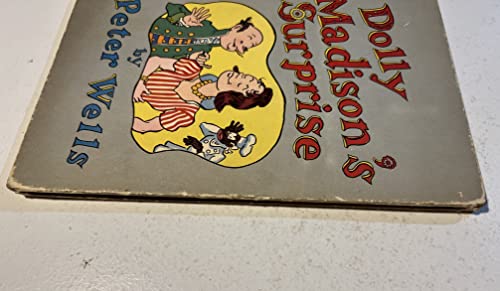 Dolly
Madison's
Surprise
by
Peter Wells